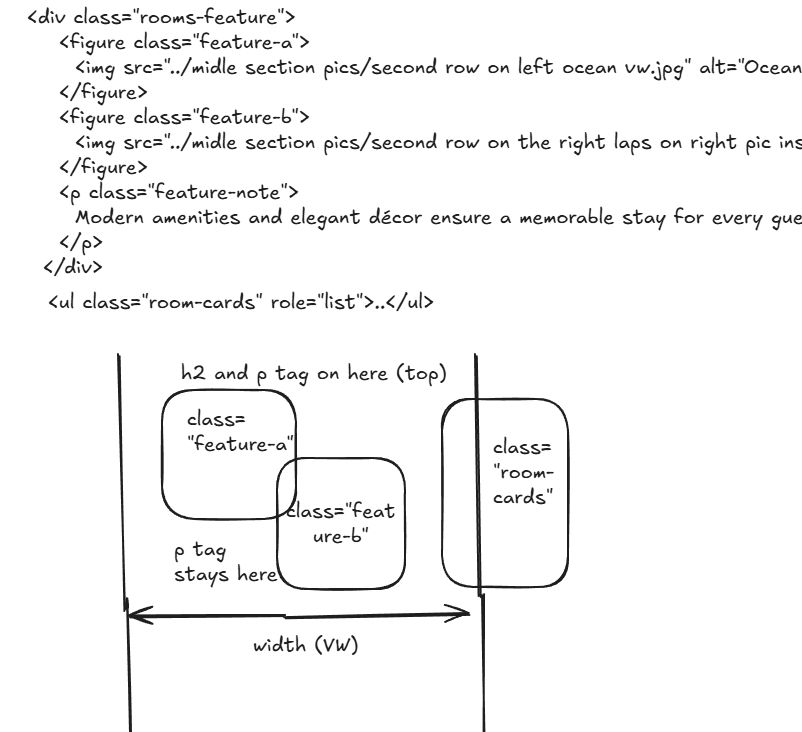 <div class="rooms-feature">
<figure class="feature-a">
<img src="../midle section pics/second row on left ocean vw.jpg" alt="Ocean
</figure>
<figure class="feature-b">
<img src="../midle section pics/second row on the right laps on right pic ins
</figure>
<p class="feature-note">
Modern amenities and elegant décor ensure a memorable stay for every gue
</p>
</div>
<ul class="room-cards" role="list">..</ul>
h2 and p tag on here (top)
class=
"feature-a"
class="feat
ure-b"
class=
"room-
cards"
p tag
stays here
width (VW)